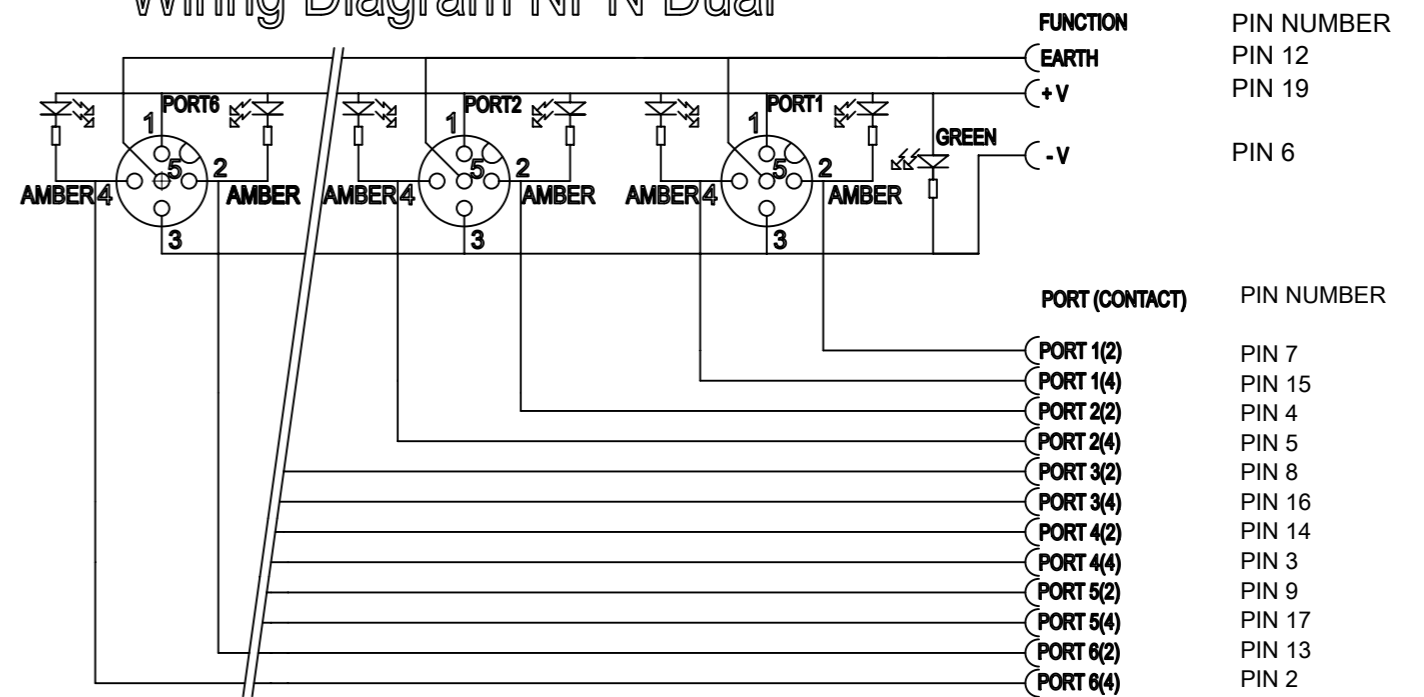 Wiring Diagram NPN Dual
FUNCTION PIN NUMBER
EARTH PIN 12
+V PIN 19
-V PIN 6
PORT6 PORT2 PORT1
1 1 1
GREEN
5 2 5 2 5 2
AMBER 4 AMBER AMBER 4 AMBER AMBER 4 AMBER
3 3 3
PORT (CONTACT) PIN NUMBER
PORT 1(2) PIN 7
PORT 1(4) PIN 15
PORT 2(2) PIN 4
PORT 2(4) PIN 5
PORT 3(2) PIN 8
PORT 3(4) PIN 16
PORT 4(2) PIN 14
PORT 4(4) PIN 3
PORT 5(2) PIN 9
PORT 5(4) PIN 17
PORT 6(2) PIN 13
PORT 6(4) PIN 2